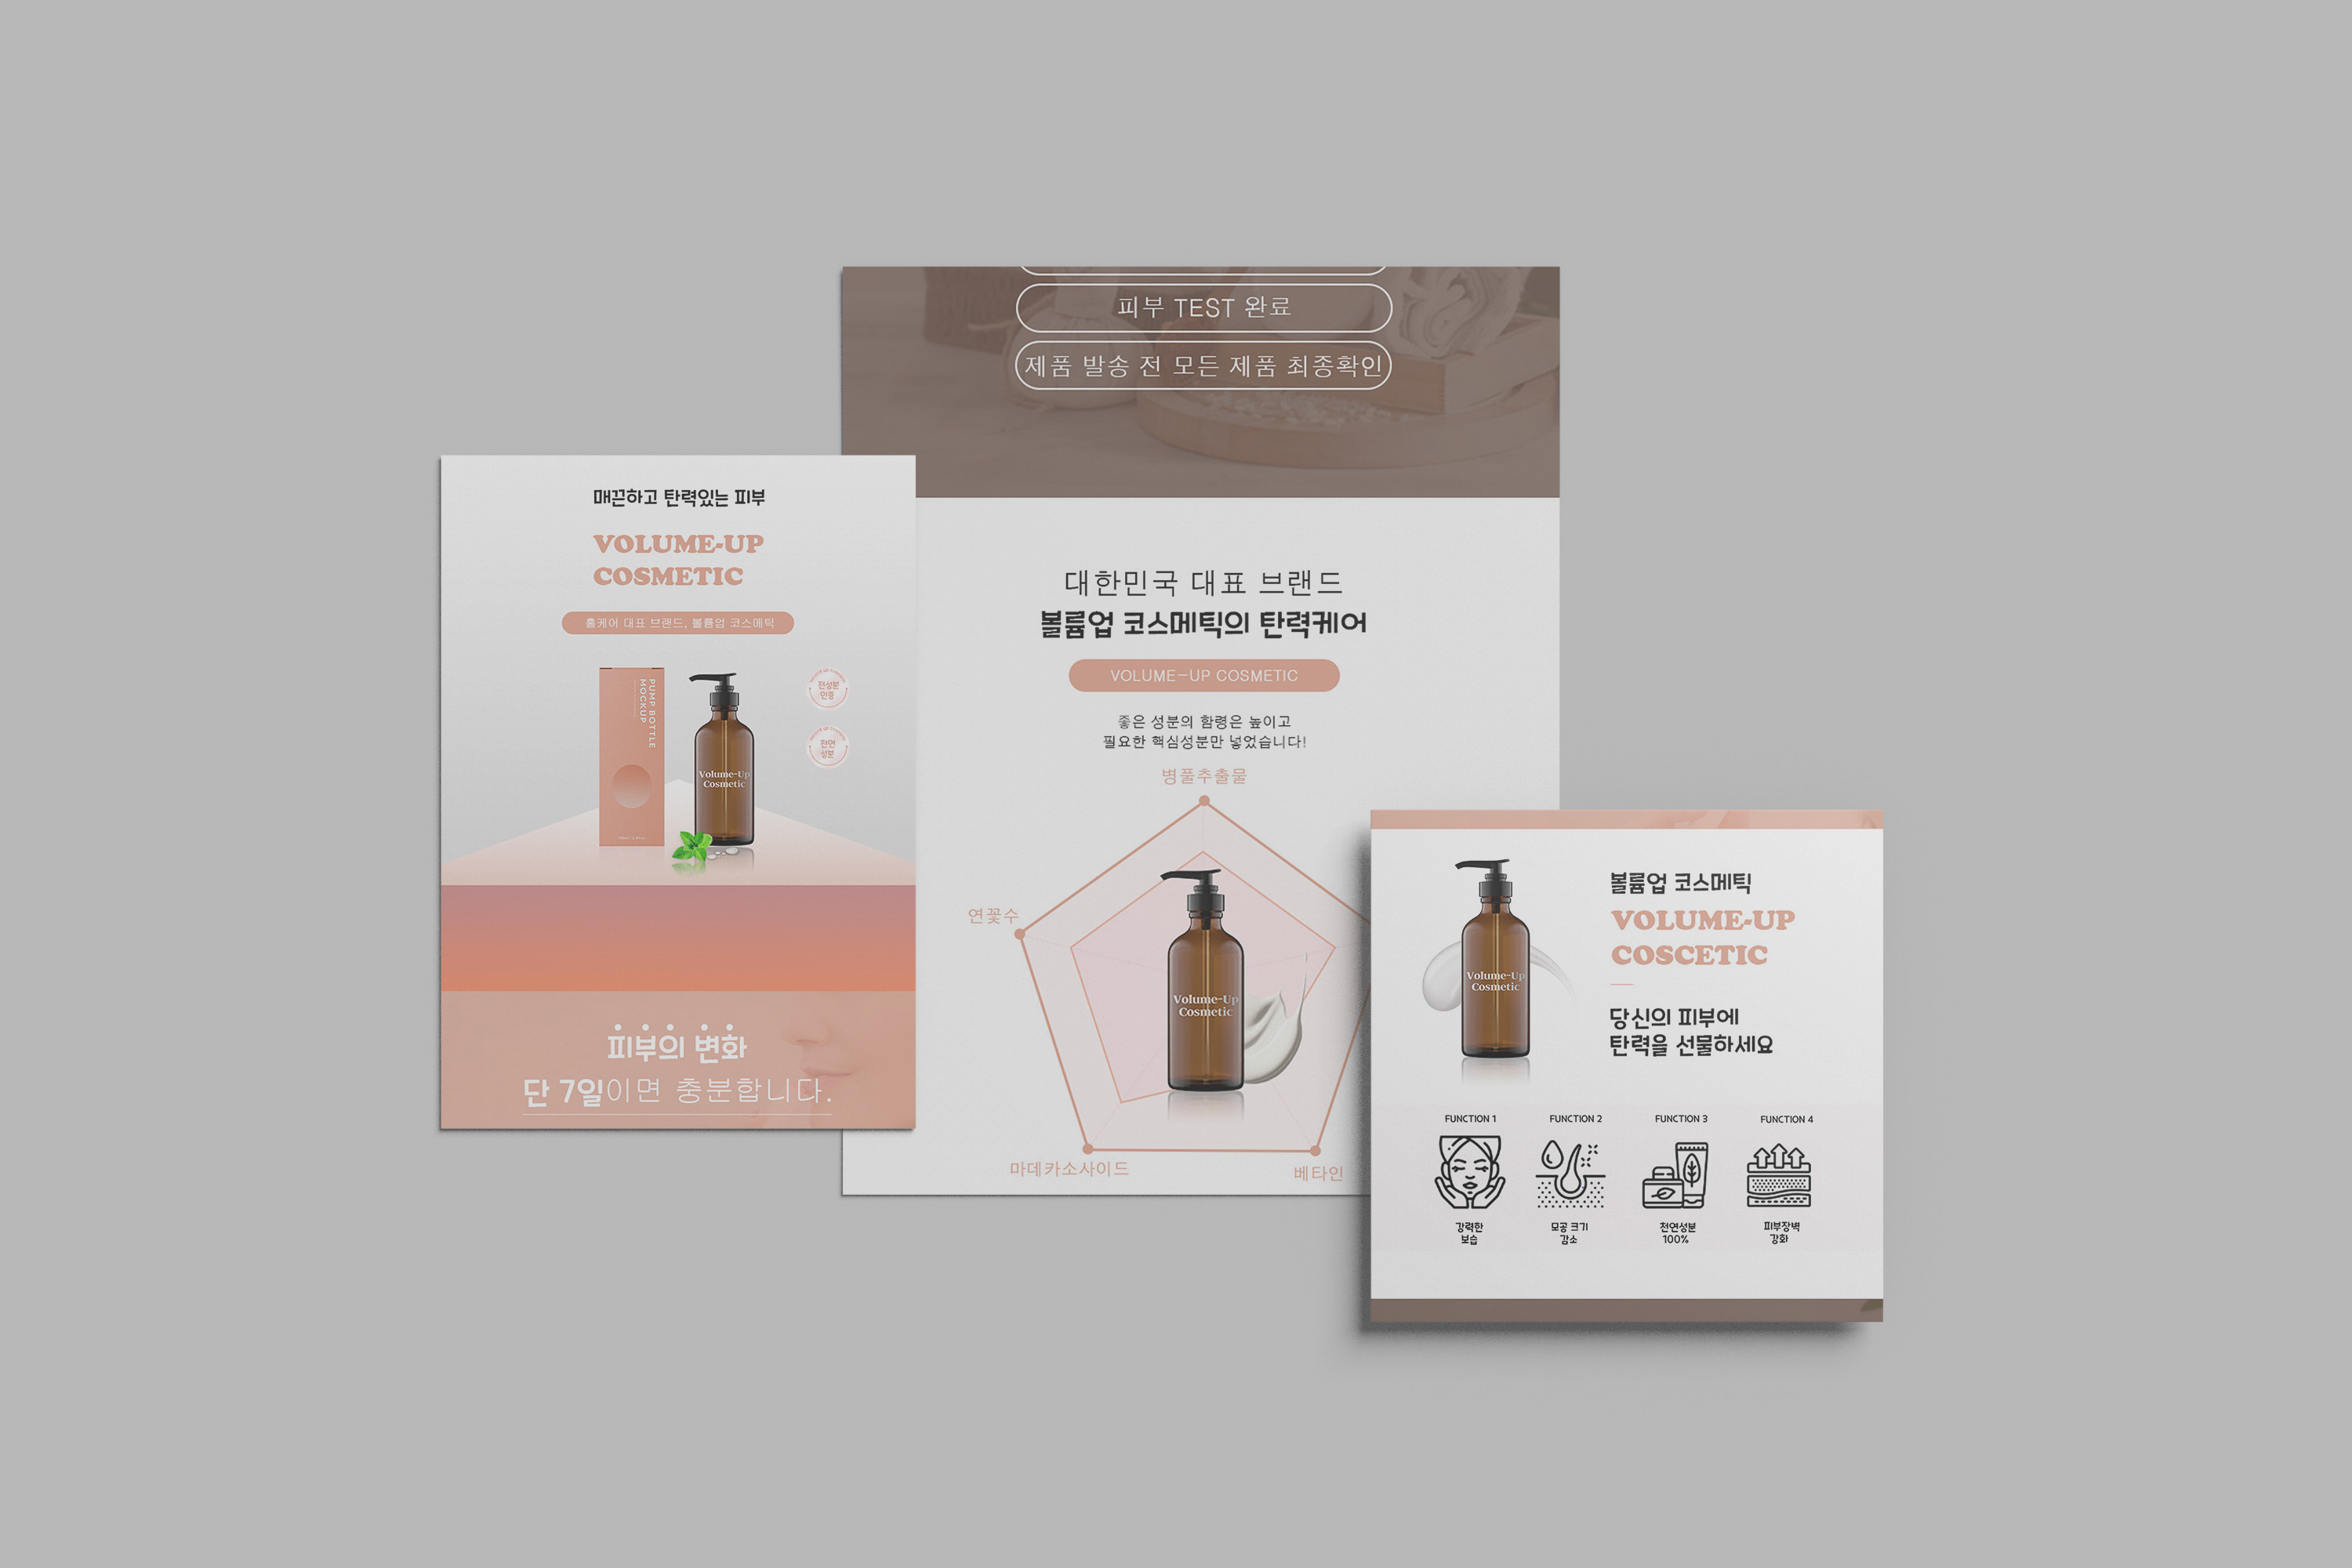 매끈하고 탄력있는 피부
VOLUME-UP
COSMETIC
홈케어 대표 브랜드, 볼륨업 코스메틱
PUMP BOTTLE
MOCKUP
Volume-Up
Cosmetic
전성분
인증
천연
성분
피부의 변화
단 7일이면 충분합니다.
피부 TEST 완료
제품 발송 전 모든 제품 최종확인
대한민국 대표 브랜드
볼륨업 코스메틱의 탄력케어
VOLUME-UP COSMETIC
좋은 성분의 함령은 높이고
필요한 핵심성분만 넣었습니다!
병풀추출물
연꽃수
Volume-Up
Cosmetic
마데카소사이드
베타인
Volume-Up
Cosmetic
볼륨업 코스메틱
VOLUME-UP
COSCETIC
당신의 피부에
탄력을 선물하세요
FUNCTION 1
FUNCTION 2
FUNCTION 3
FUNCTION 4
강력한
보습
모공 크기
감소
천연성분
100%
피부장벽
강화